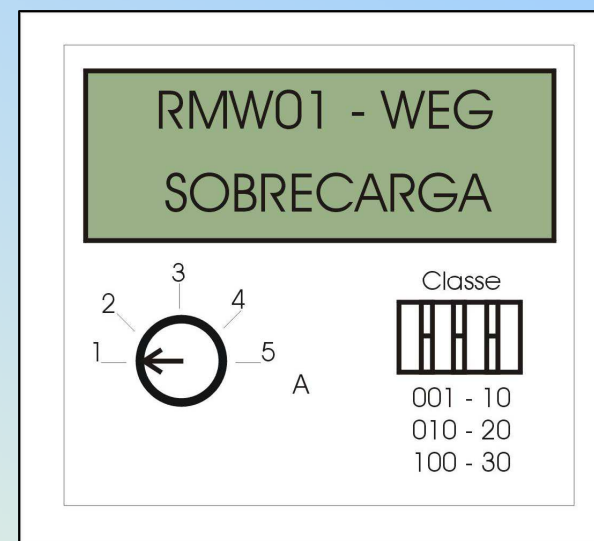 RMW01 - WEG
SOBRECARGA
3
2
4
1
5
A
Classe
001 - 10
010 - 20
100 - 30